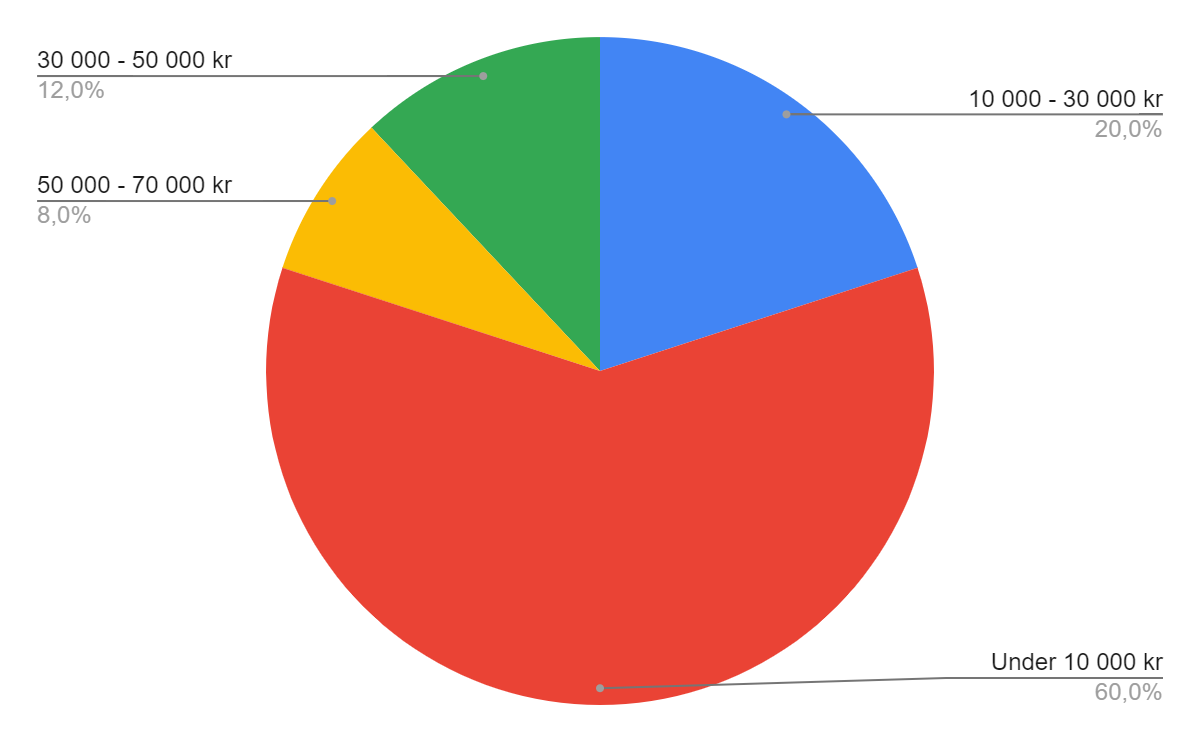 30 000 - 50 000 kr
12,0%
10 000 - 30 000 kr
20,0%
50 000 - 70 000 kr
8,0%
Under 10 000 kr
60,0%